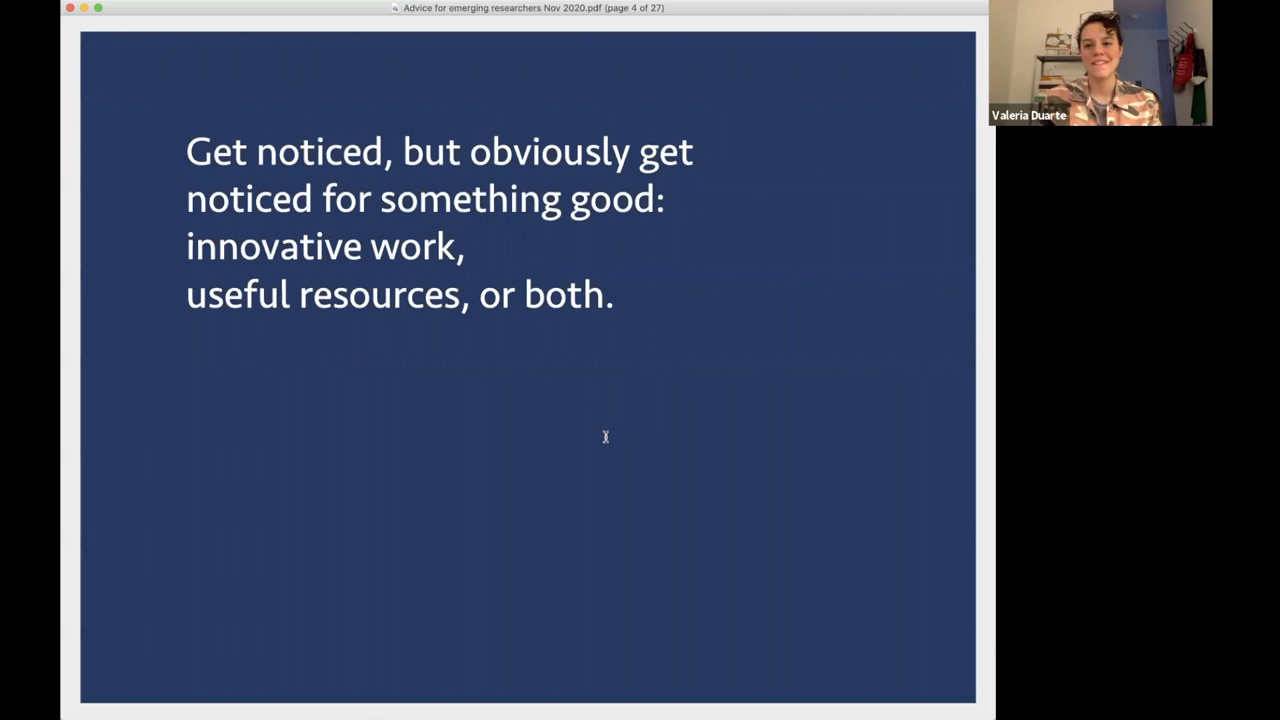 Advice for emerging researchers Nov 2020.pdf (page 4 of 27)
Get noticed, but obviously get
noticed for something good:
innovative work,
useful resources, or both.
Valeria Duarte